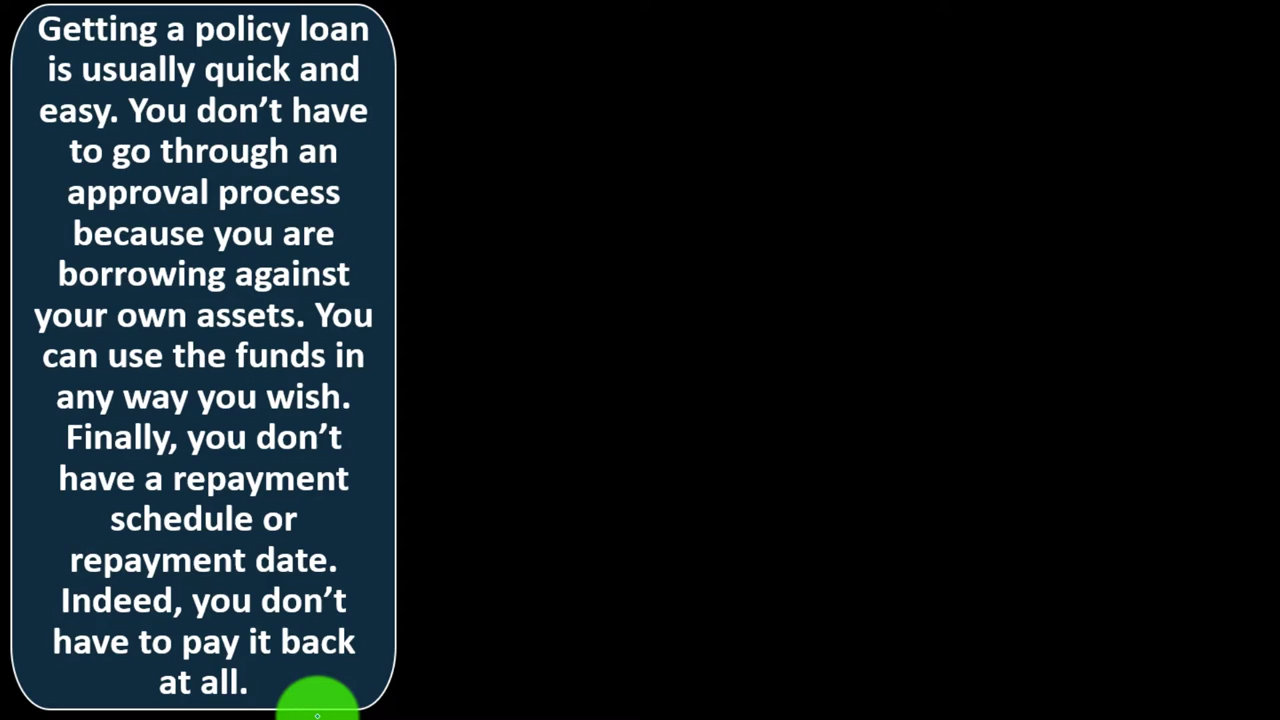 Getting a policy loan
is usually quick and
easy. You don’t have
to go through an
approval process
because you are
borrowing against
your own assets. You
can use the funds in
any way you wish.
Finally, you don’t
have a repayment
schedule or
repayment date.
Indeed, you don’t
have to pay it back
at all.